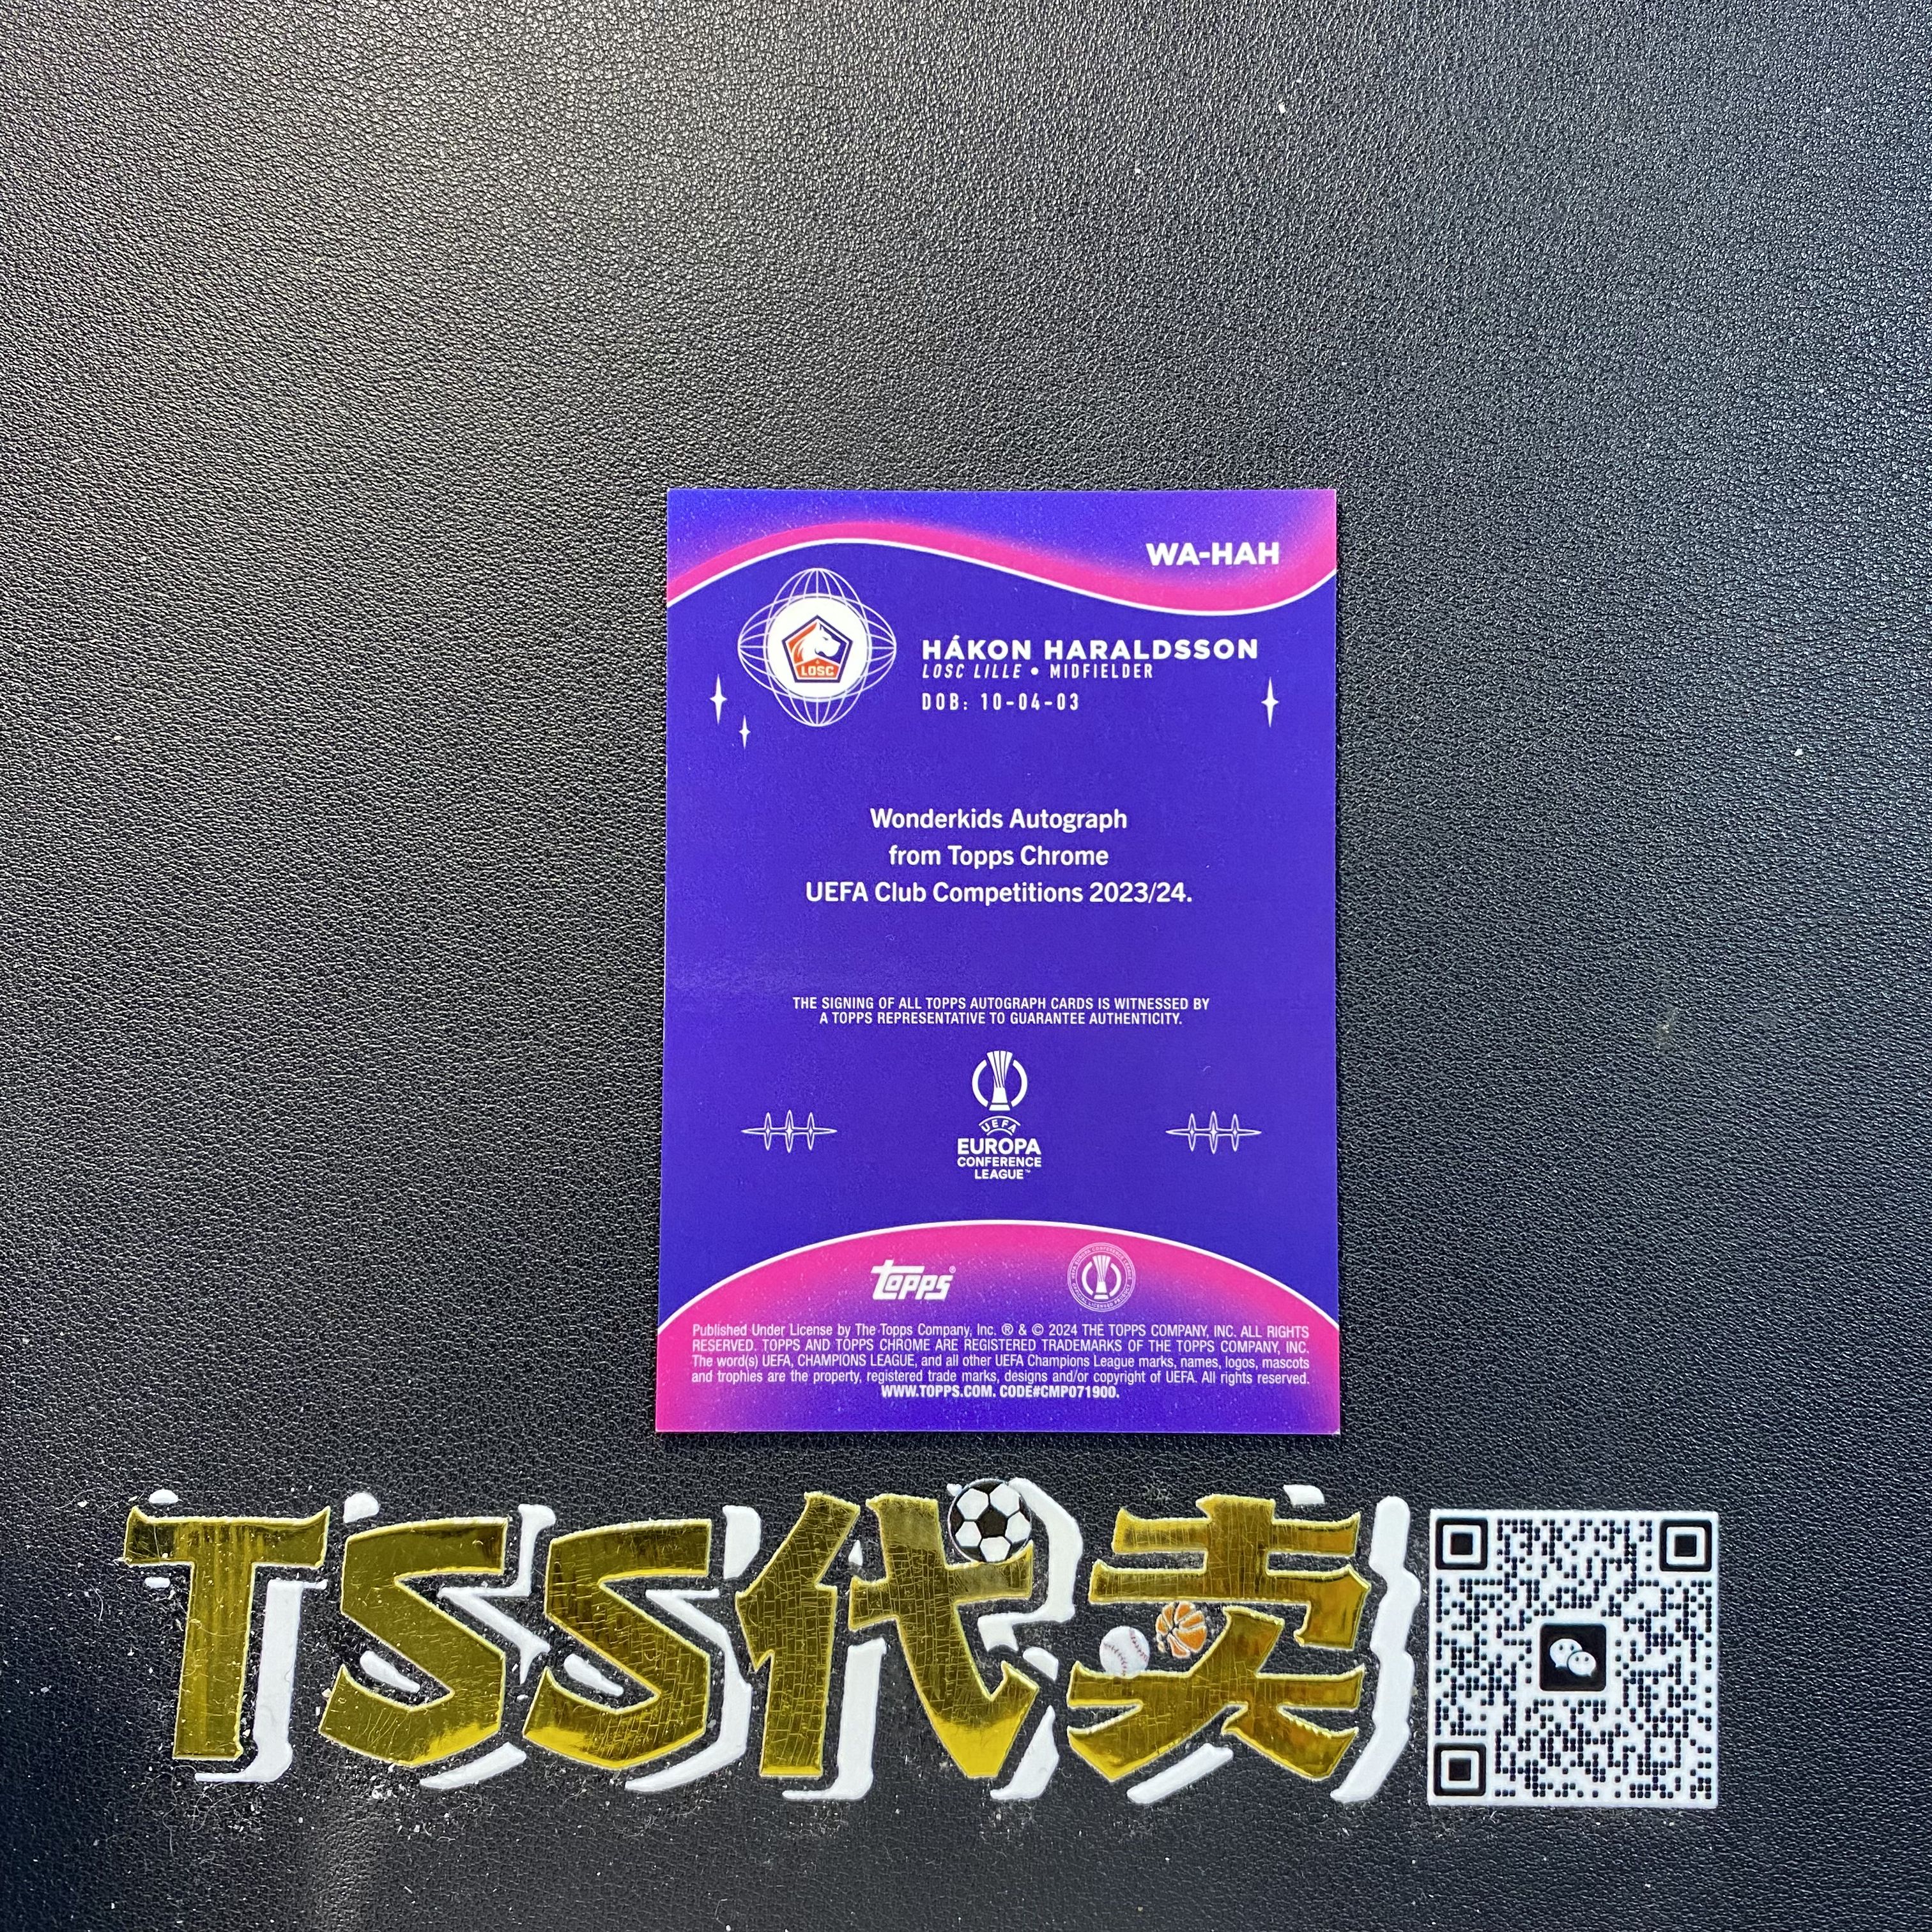 WA-HAH
LOSC
HÁKON HARALDSSON
LOSC LILLE • MIDFIELDER
DOB: 10-04-03
Wonderkids Autograph
from Topps Chrome
UEFA Club Competitions 2023/24.
THE SIGNING OF ALL TOPPS AUTOGRAPH CARDS IS WITNESSED BY
A TOPPS REPRESENTATIVE TO GUARANTEE AUTHENTICITY.
UEFA
EUROPA
CONFERENCE
LEAGUE™
Topps®
Published Under License by The Topps Company, Inc. ® & © 2024 THE TOPPS COMPANY, INC. ALL RIGHTS
RESERVED. TOPPS AND TOPPS CHROME ARE REGISTERED TRADEMARKS OF THE TOPPS COMPANY, INC.
The word(s) UEFA, CHAMPIONS LEAGUE, and all other UEFA Champions League marks, names, logos, mascots
and trophies are the property, registered trade marks, designs and/or copyright of UEFA. All rights reserved.
WWW.TOPPS.COM. CODE#CMP071900.
TSS代卖